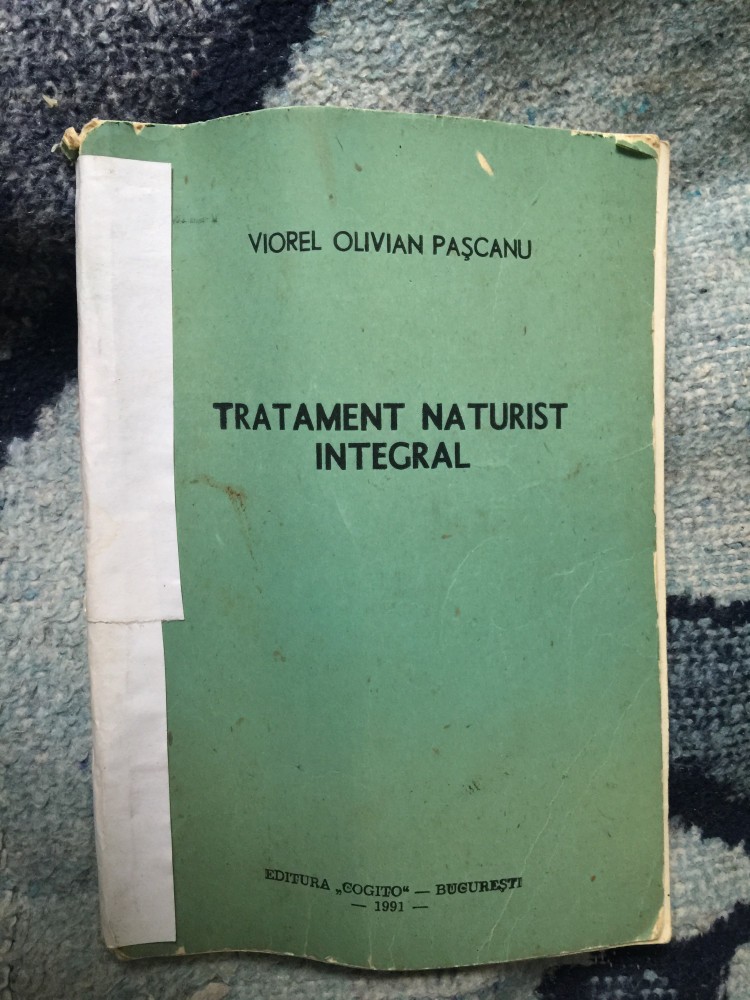 VIOREL OLIVIAN PAŞCANU
TRATAMENT NATURIST
INTEGRAL
EDITURA „COGITO“ — BUCUREŞTI
— 1991 —